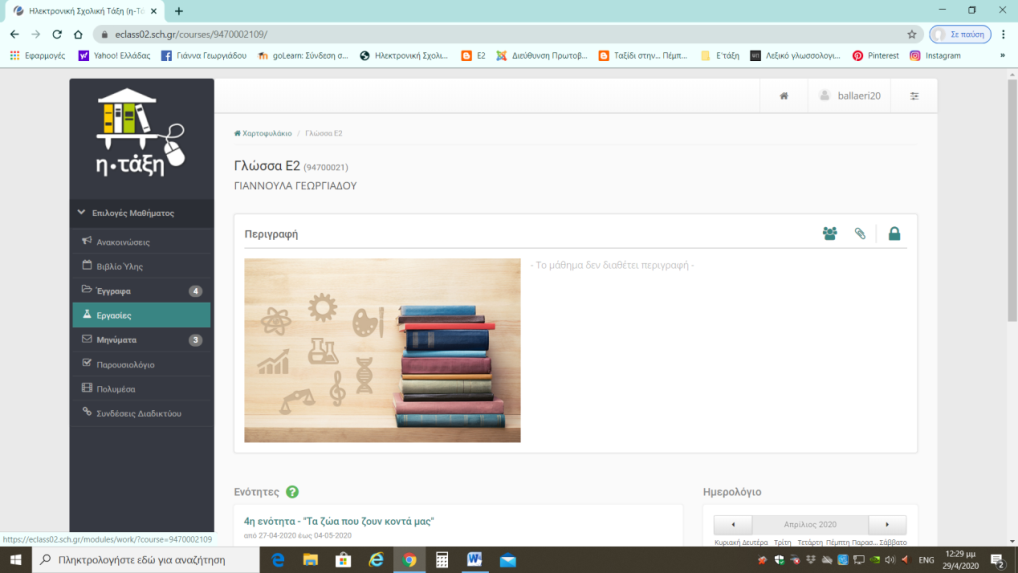 Ηλεκτρονική Σχολική Τάξη (η-Τά
eclass02.sch.gr/courses/9470002109/
Σε παύση
Εφαρμογές
Yahoo! Ελλάδας
Γιάννα Γεωργιάδου
goLearn: Σύνδεση σ...
Ηλεκτρονική Σχολι...
E2
Διεύθυνση Πρωτοβ...
Ταξίδι στην... Πέμπ...
Ε'τάξη
Λεξικό γλωσσολογι...
Pinterest
Instagram
»
η·τάξη
ballaeri20
Χαρτοφυλάκιο / Γλώσσα Ε2
Γλώσσα Ε2 (94700021)
ΓΙΑΝΝΟΥΛΑ ΓΕΩΡΓΙΑΔΟΥ
Επιλογές Μαθήματος
Ανακοινώσεις
Βιβλίο Ύλης
Έγγραφα 4
Εργασίες
Μηνύματα 3
Παρουσιολόγιο
Πολυμέσα
Συνδέσεις Διαδικτύου
Περιγραφή
- Το μάθημα δεν διαθέτει περιγραφή -
Ενότητες ?
4η ενότητα - "Τα ζώα που ζουν κοντά μας"
από 27-04-2020 έως 04-05-2020
Ημερολόγιο
Απρίλιος 2020
Κυριακή Δευτέρα Τρίτη Τετάρτη Πέμπτη Παρασ... Σάββατο
https://eclass02.sch.gr/modules/work/?course=9470002109
Πληκτρολογήστε εδώ για αναζήτηση
ENG
12:29 μμ
29/4/2020
2